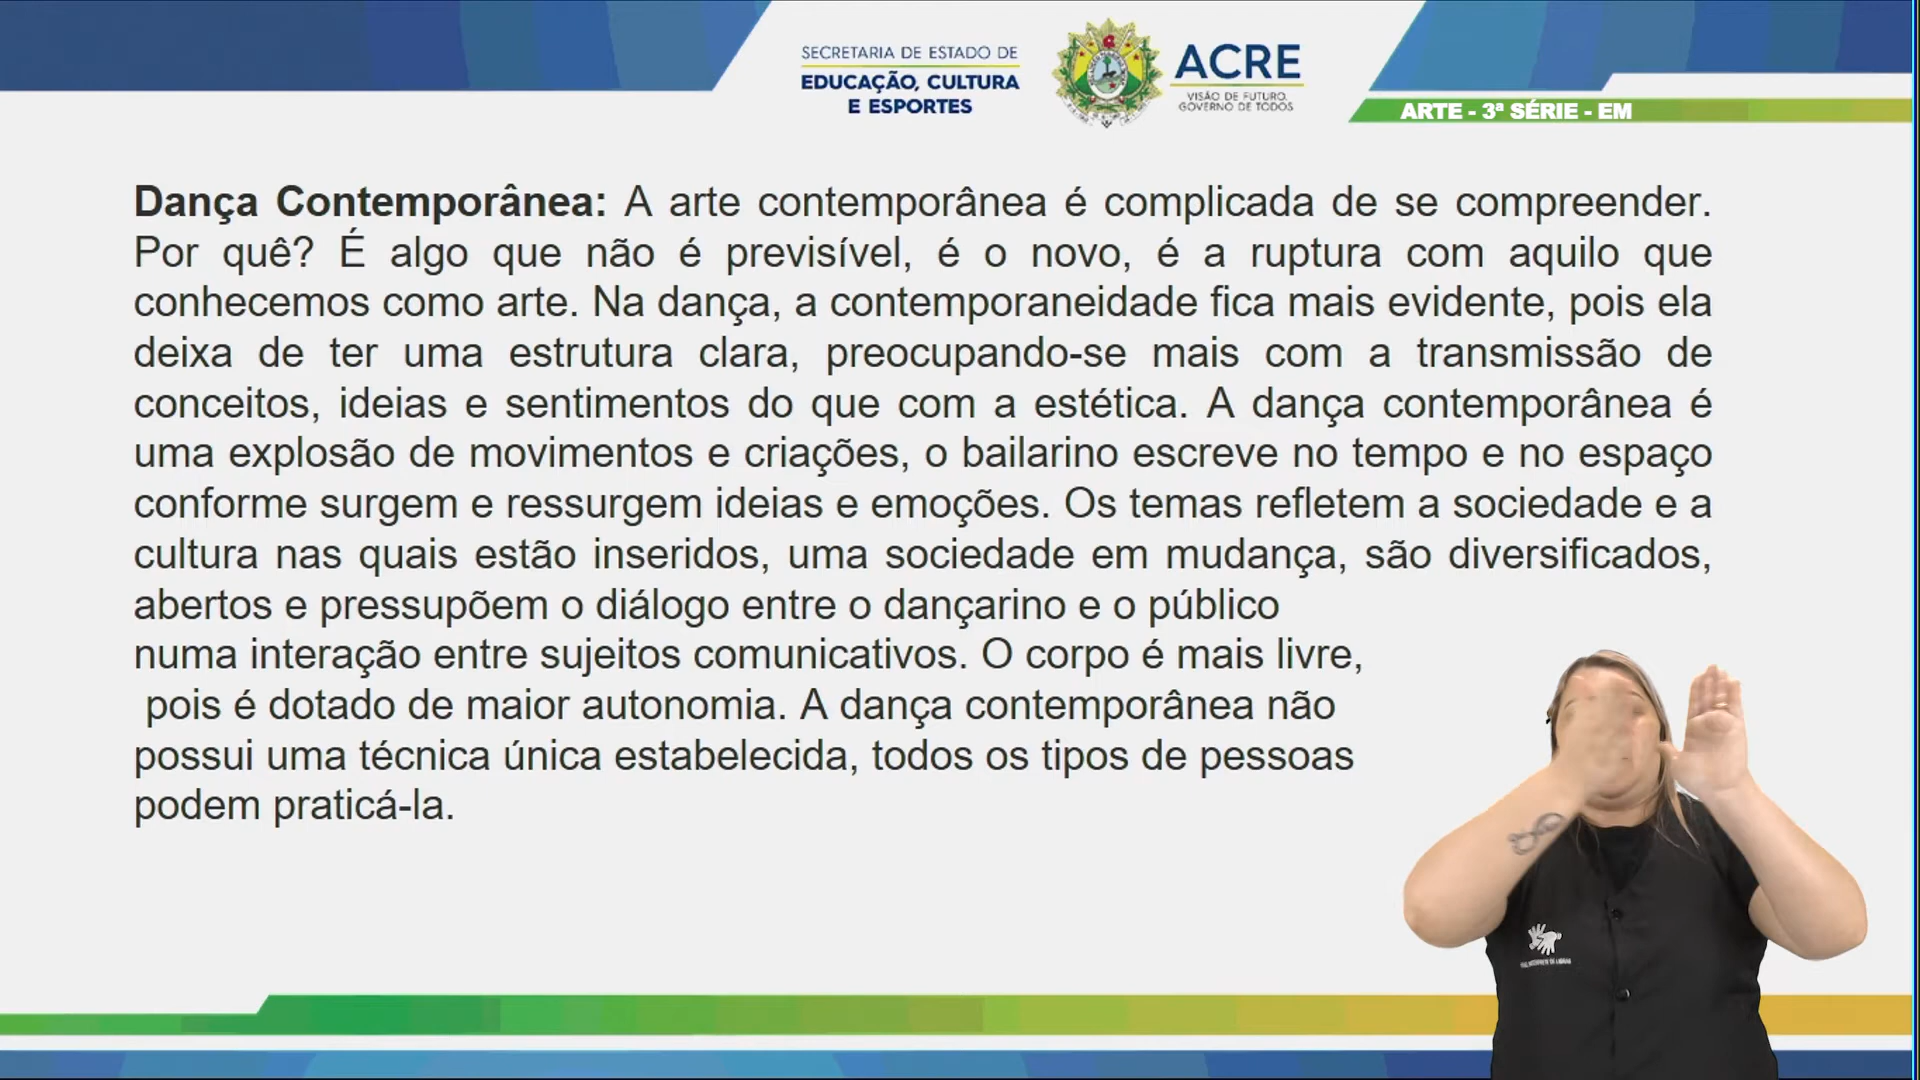 SECRETARIA DE ESTADO DE
EDUCAÇÃO, CULTURA
E ESPORTES
ACRE
VISÃO DE FUTURO.
GOVERNO DE TODOS
ARTE - 3ª SÉRIE - EM
Dança Contemporânea: A arte contemporânea é complicada de se compreender.
Por quê? É algo que não é previsível, é o novo, é a ruptura com aquilo que
conhecemos como arte. Na dança, a contemporaneidade fica mais evidente, pois ela
deixa de ter uma estrutura clara, preocupando-se mais com a transmissão de
conceitos, ideias e sentimentos do que com a estética. A dança contemporânea é
uma explosão de movimentos e criações, o bailarino escreve no tempo e no espaço
conforme surgem e ressurgem ideias e emoções. Os temas refletem a sociedade e a
cultura nas quais estão inseridos, uma sociedade em mudança, são diversificados,
abertos e pressupõem o diálogo entre o dançarino e o público
numa interação entre sujeitos comunicativos. O corpo é mais livre,
pois é dotado de maior autonomia. A dança contemporânea não
possui uma técnica única estabelecida, todos os tipos de pessoas
podem praticá-la.